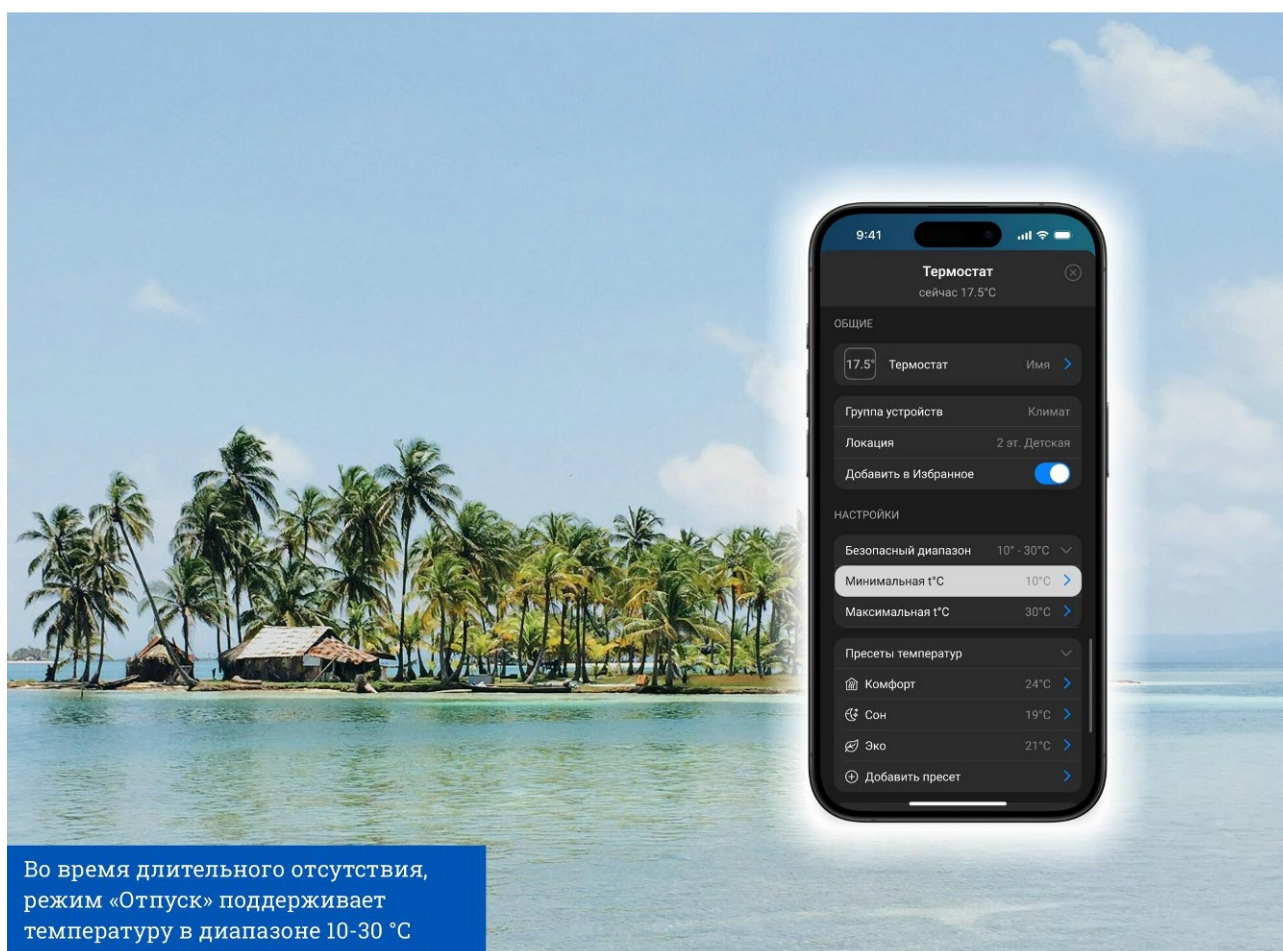 9:41
Термостат
сейчас 17.5°C
ОБЩИЕ
17.5° Термостат Имя
Группа устройств Климат
Локация 2 эт. Детская
Добавить в Избранное
НАСТРОЙКИ
Безопасный диапазон 10° - 30°C
Минимальная t°C 10°C
Максимальная t°C 30°C
Пресеты температур
Комфорт 24°C
Сон 19°C
Эко 21°C
Добавить пресет
Во время длительного отсутствия,
режим «Отпуск» поддерживает
температуру в диапазоне 10-30 °C